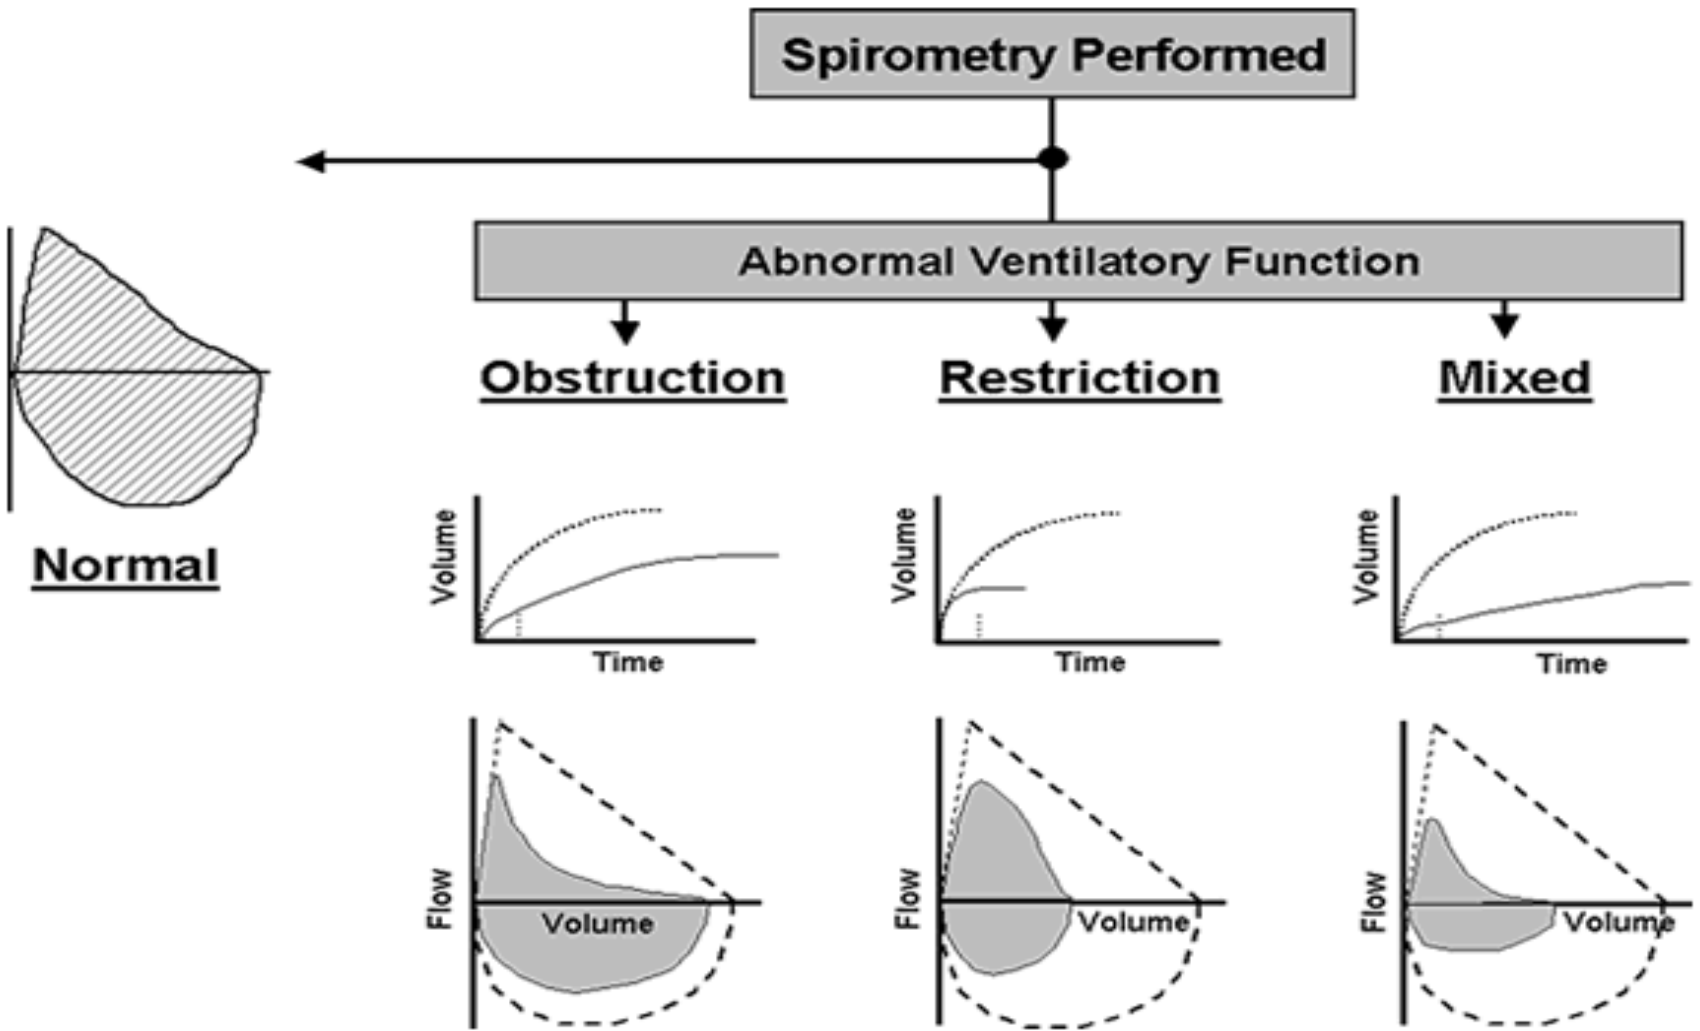 Spirometry Performed
Abnormal Ventilatory Function
Obstruction
Restriction
Mixed
Normal
Volume
Time
Volume
Time
Volume
Time
Flow
Volume
Flow
Volume
Flow
Volume